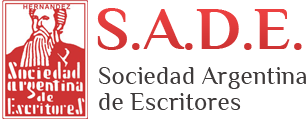 HERNANDEZ
Sociedad
argentina
de
Escritores
S.A.D.E.
Sociedad Argentina
de Escritores